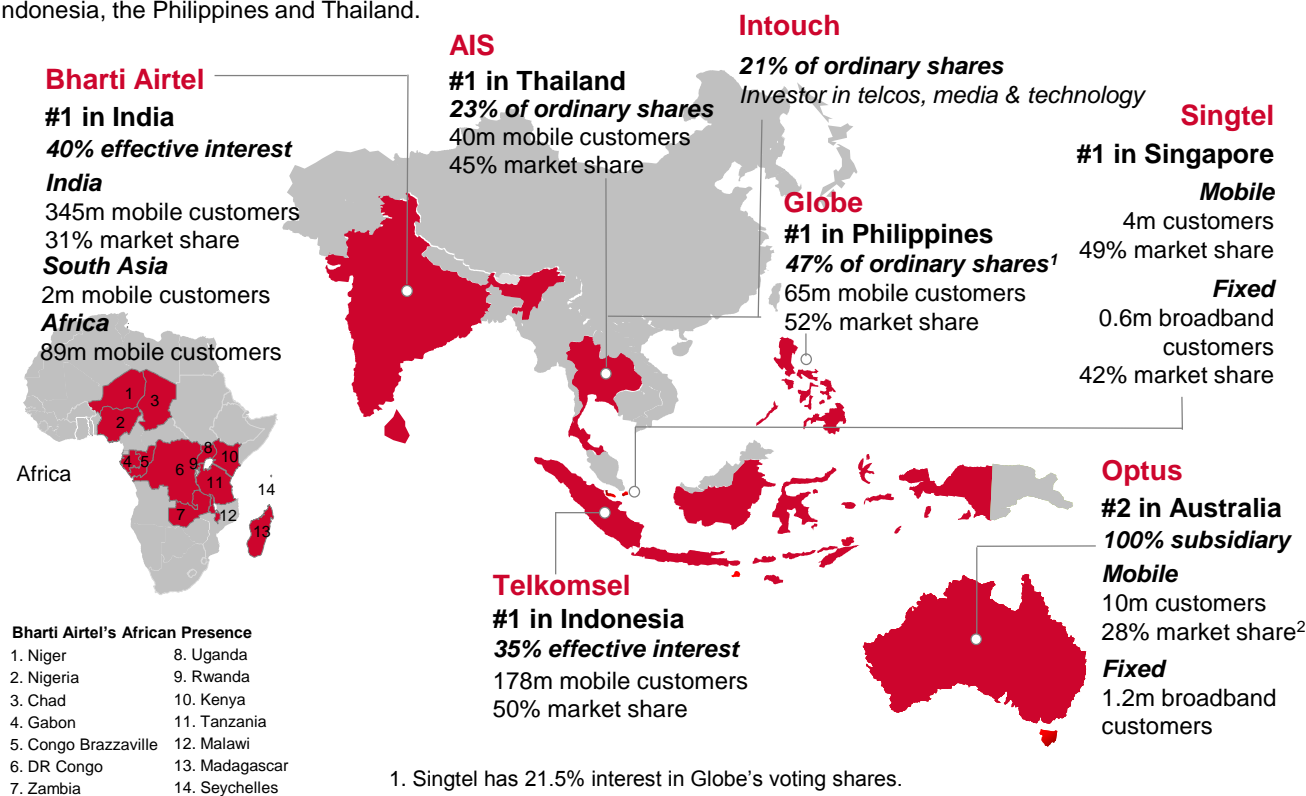 ndonesia, the Philippines and Thailand.
Bharti Airtel
#1 in India
40% effective interest
India
345m mobile customers
31% market share
South Asia
2m mobile customers
Africa
89m mobile customers
AIS
#1 in Thailand
23% of ordinary shares
40m mobile customers
45% market share
Intouch
21% of ordinary shares
Investor in telcos, media & technology
Singtel
#1 in Singapore
Mobile
4m customers
49% market share
Fixed
0.6m broadband
customers
42% market share
Globe
#1 in Philippines
47% of ordinary shares1
65m mobile customers
52% market share
Africa
1
2
3
4
5
6
7
8
9
10
11
12
13
14
Telkomsel
#1 in Indonesia
35% effective interest
178m mobile customers
50% market share
Optus
#2 in Australia
100% subsidiary
Mobile
10m customers
28% market share2
Fixed
1.2m broadband
customers
Bharti Airtel's African Presence
1. Niger
2. Nigeria
3. Chad
4. Gabon
5. Congo Brazzaville
6. DR Congo
7. Zambia
8. Uganda
9. Rwanda
10. Kenya
11. Tanzania
12. Malawi
13. Madagascar
14. Seychelles
1. Singtel has 21.5% interest in Globe's voting shares.